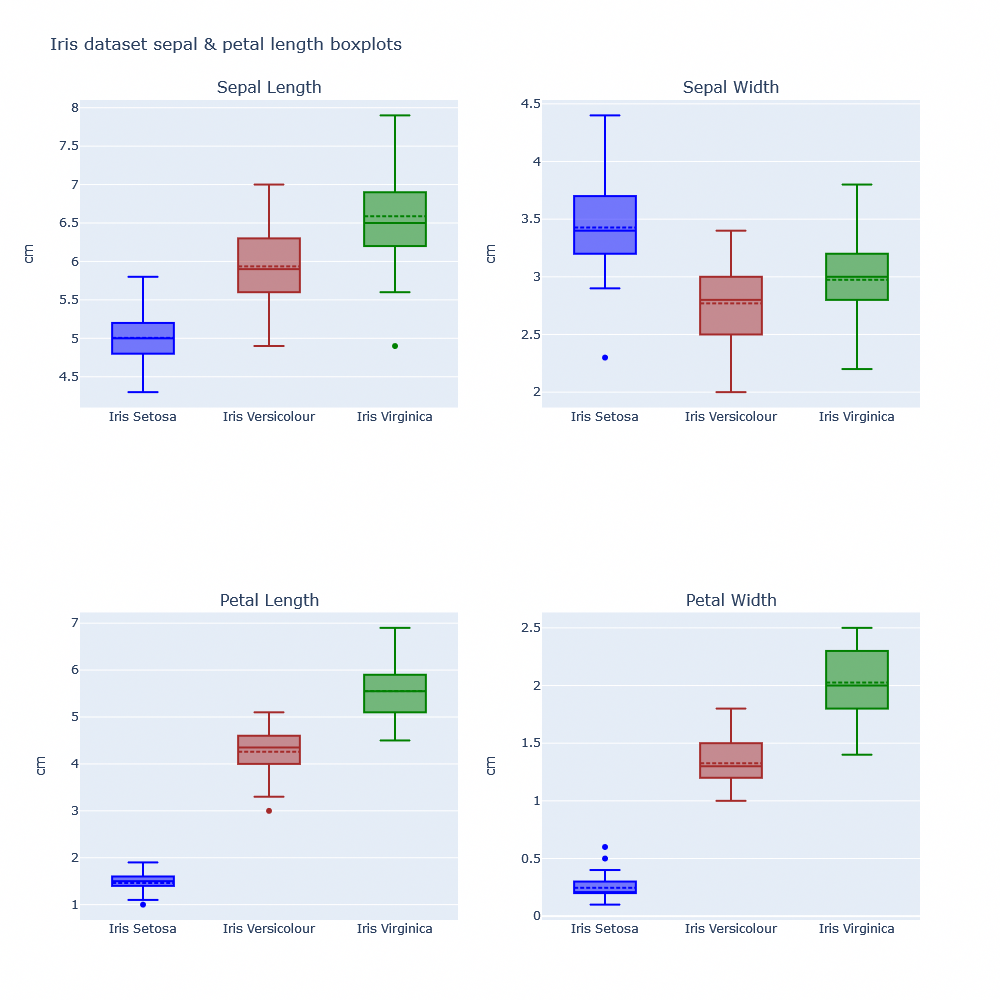 Iris dataset sepal & petal length boxplots
Sepal Length
8
7.5
7
6.5
6
5.5
5
4.5
cm
Iris Setosa
Iris Versicolour
Iris Virginica
Sepal Width
4.5
4
3.5
3
2.5
2
cm
Iris Setosa
Iris Versicolour
Iris Virginica
Petal Length
7
6
5
4
3
2
1
cm
Iris Setosa
Iris Versicolour
Iris Virginica
Petal Width
2.5
2
1.5
1
0.5
0
cm
Iris Setosa
Iris Versicolour
Iris Virginica